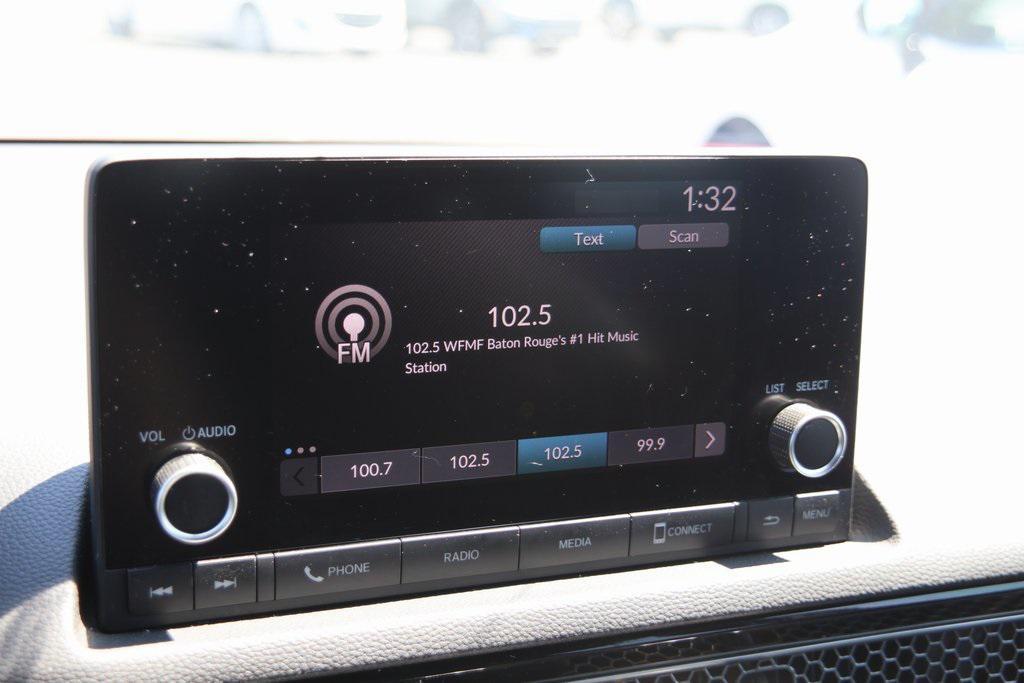 1:32
Text Scan
FM
102.5
102.5 WFMF Baton Rouge's #1 Hit Music
Station
LIST SELECT
VOL AUDIO
100.7 102.5 102.5 99.9
PHONE RADIO MEDIA CONNECT MENU